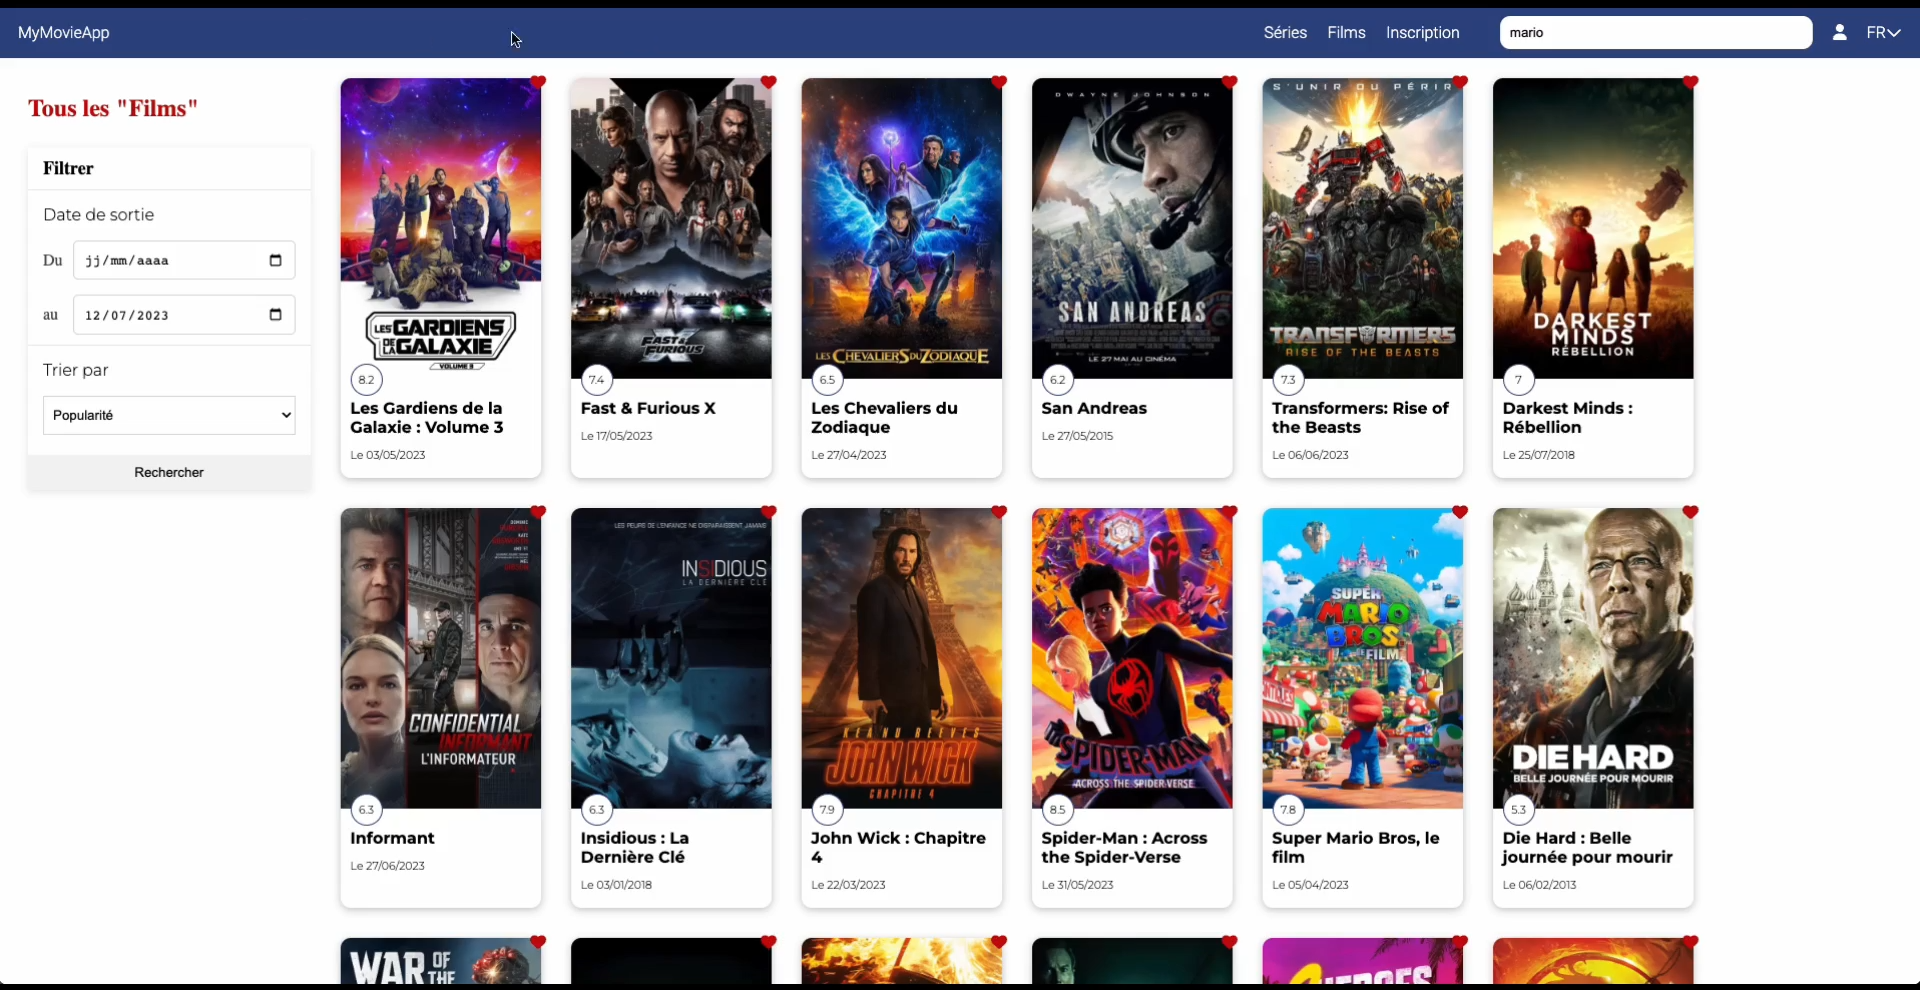 MyMovieApp
Séries
Films
Inscription
mario
FR
Tous les "Films"
Filtrer
Date de sortie
Du
jj/mm/aaaa
au
12/07/2023
Trier par
Popularité
Rechercher
LES GARDIENS
DE LA GALAXIE
VOLUME 3
8.2
Les Gardiens de la
Galaxie : Volume 3
Le 03/05/2023
FAST &
FURIOUS
7.4
Fast & Furious X
Le 17/05/2023
LES CHEVALIERS DU ZODIAQUE
6.5
Les Chevaliers du
Zodiaque
Le 27/04/2023
DWAYNE JOHNSON
SAN ANDREAS
LE 27 MAI AU CINÉMA
6.2
San Andreas
Le 27/05/2015
S'UNIR OU PÉRIR
TRANSFORMERS
RISE OF THE BEASTS
7.3
Transformers: Rise of
the Beasts
Le 06/06/2023
DARKEST
MINDS
RÉBELLION
7
Darkest Minds :
Rébellion
Le 25/07/2018
CONFIDENTIAL
INFORMANT
L'INFORMATEUR
6.3
Informant
Le 27/06/2023
LES PEURS DE L'ENFANCE NE DISPARAISSENT JAMAIS
INSIDIOUS
LA DERNIÈRE CLÉ
6.3
Insidious : La
Dernière Clé
Le 03/01/2018
KEANU REEVES
JOHN WICK
CHAPITRE 4
7.9
John Wick : Chapitre
4
Le 22/03/2023
SPIDER-MAN
ACROSS THE SPIDER-VERSE
8.5
Spider-Man : Across
the Spider-Verse
Le 31/05/2023
SUPER
MARIO
BROS
FILM
7.8
Super Mario Bros, le
film
Le 05/04/2023
DIE HARD
BELLE JOURNÉE POUR MOURIR
5.3
Die Hard : Belle
journée pour mourir
Le 06/02/2013
WAR OF
THE
HEROES